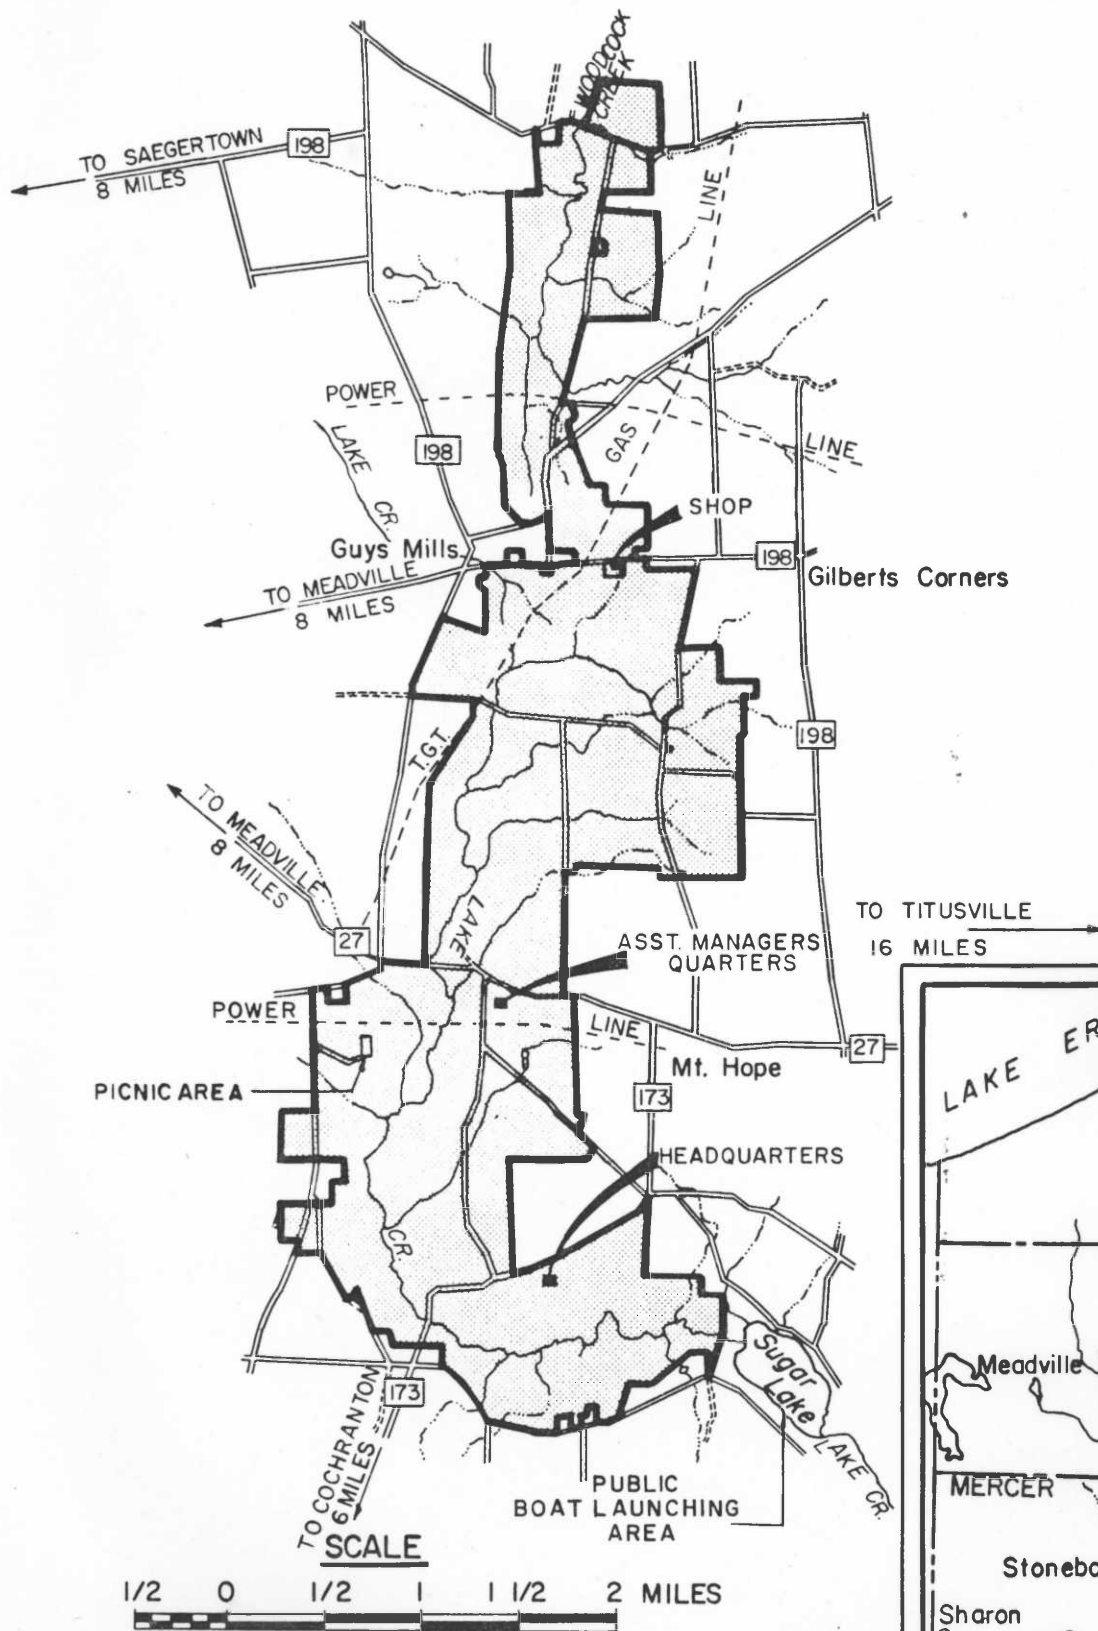 WOODCOCK
CREEK
TO SAEGERTOWN
8 MILES
198
LINE
POWER
LAKE CR.
198
GAS
LINE
SHOP
Guys Mills
198
Gilberts Corners
TO MEADVILLE
8 MILES
198
T.G.T.
TO MEADVILLE
8 MILES
LAKE
27
TO TITUSVILLE
16 MILES
ASST. MANAGERS
QUARTERS
POWER
LINE
27
Mt. Hope
PICNIC AREA
173
HEADQUARTERS
CR.
Sugar
Lake
173
TO COCHRANTON
6 MILES
LAKE CR.
PUBLIC
BOAT LAUNCHING
AREA
SCALE
1/2 0 1/2 1 1 1/2 2 MILES
LAKE ER
Meadville
MERCER
Stonebo
Sharon